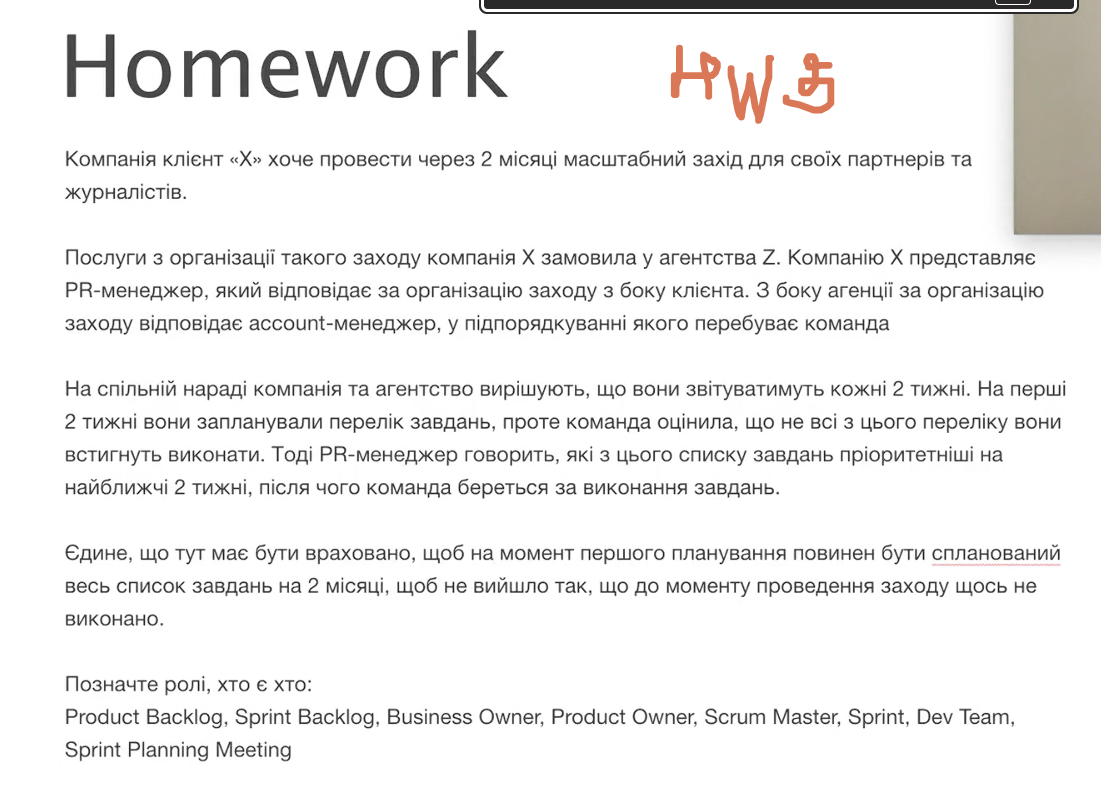 Homework
HW
Компанія клієнт «X» хоче провести через 2 місяці масштабний захід для своїх партнерів та
журналістів.
Послуги з організації такого заходу компанія X замовила у агентства Z. Компанію X представляє
PR-менеджер, який відповідає за організацію заходу з боку клієнта. З боку агенції за організацію
заходу відповідає account-менеджер, у підпорядкуванні якого перебуває команда
На спільній нараді компанія та агентство вирішують, що вони звітуватимуть кожні 2 тижні. На перші
2 тижні вони запланували перелік завдань, проте команда оцінила, що не всі з цього переліку вони
встигнуть виконати. Тоді PR-менеджер говорить, які з цього списку завдань пріоритетніші на
найближчі 2 тижні, після чого команда береться за виконання завдань.
Єдине, що тут має бути враховано, щоб на момент першого планування повинен бути спланований
весь список завдань на 2 місяці, щоб не вийшло так, що до моменту проведення заходу щось не
виконано.
Позначте ролі, хто є хто:
Product Backlog, Sprint Backlog, Business Owner, Product Owner, Scrum Master, Sprint, Dev Team,
Sprint Planning Meeting